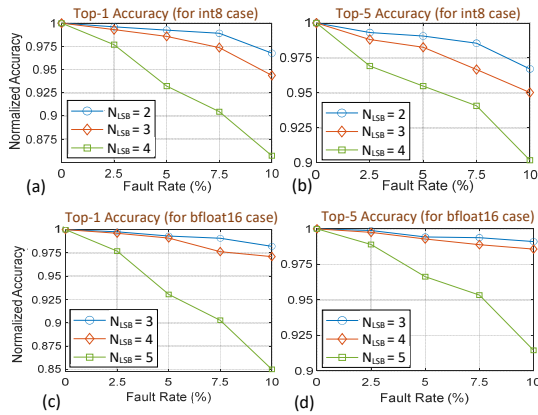 Top-1 Accuracy (for int8 case)
Normalized Accuracy
1
0.975
0.95
0.925
0.9
0.875
N_LSB = 2
N_LSB = 3
N_LSB = 4
0 2.5 5 7.5 10
(a) Fault Rate (%)
Top-5 Accuracy (for int8 case)
1
0.975
0.95
0.925
0.9
N_LSB = 2
N_LSB = 3
N_LSB = 4
0 2.5 5 7.5 10
(b) Fault Rate (%)
Top-1 Accuracy (for bfloat16 case)
Normalized Accuracy
1
0.975
0.95
0.925
0.9
0.875
0.85
N_LSB = 3
N_LSB = 4
N_LSB = 5
0 2.5 5 7.5 10
(c) Fault Rate (%)
Top-5 Accuracy (for bfloat16 case)
1
0.975
0.95
0.925
0.9
N_LSB = 3
N_LSB = 4
N_LSB = 5
0 2.5 5 7.5 10
(d) Fault Rate (%)